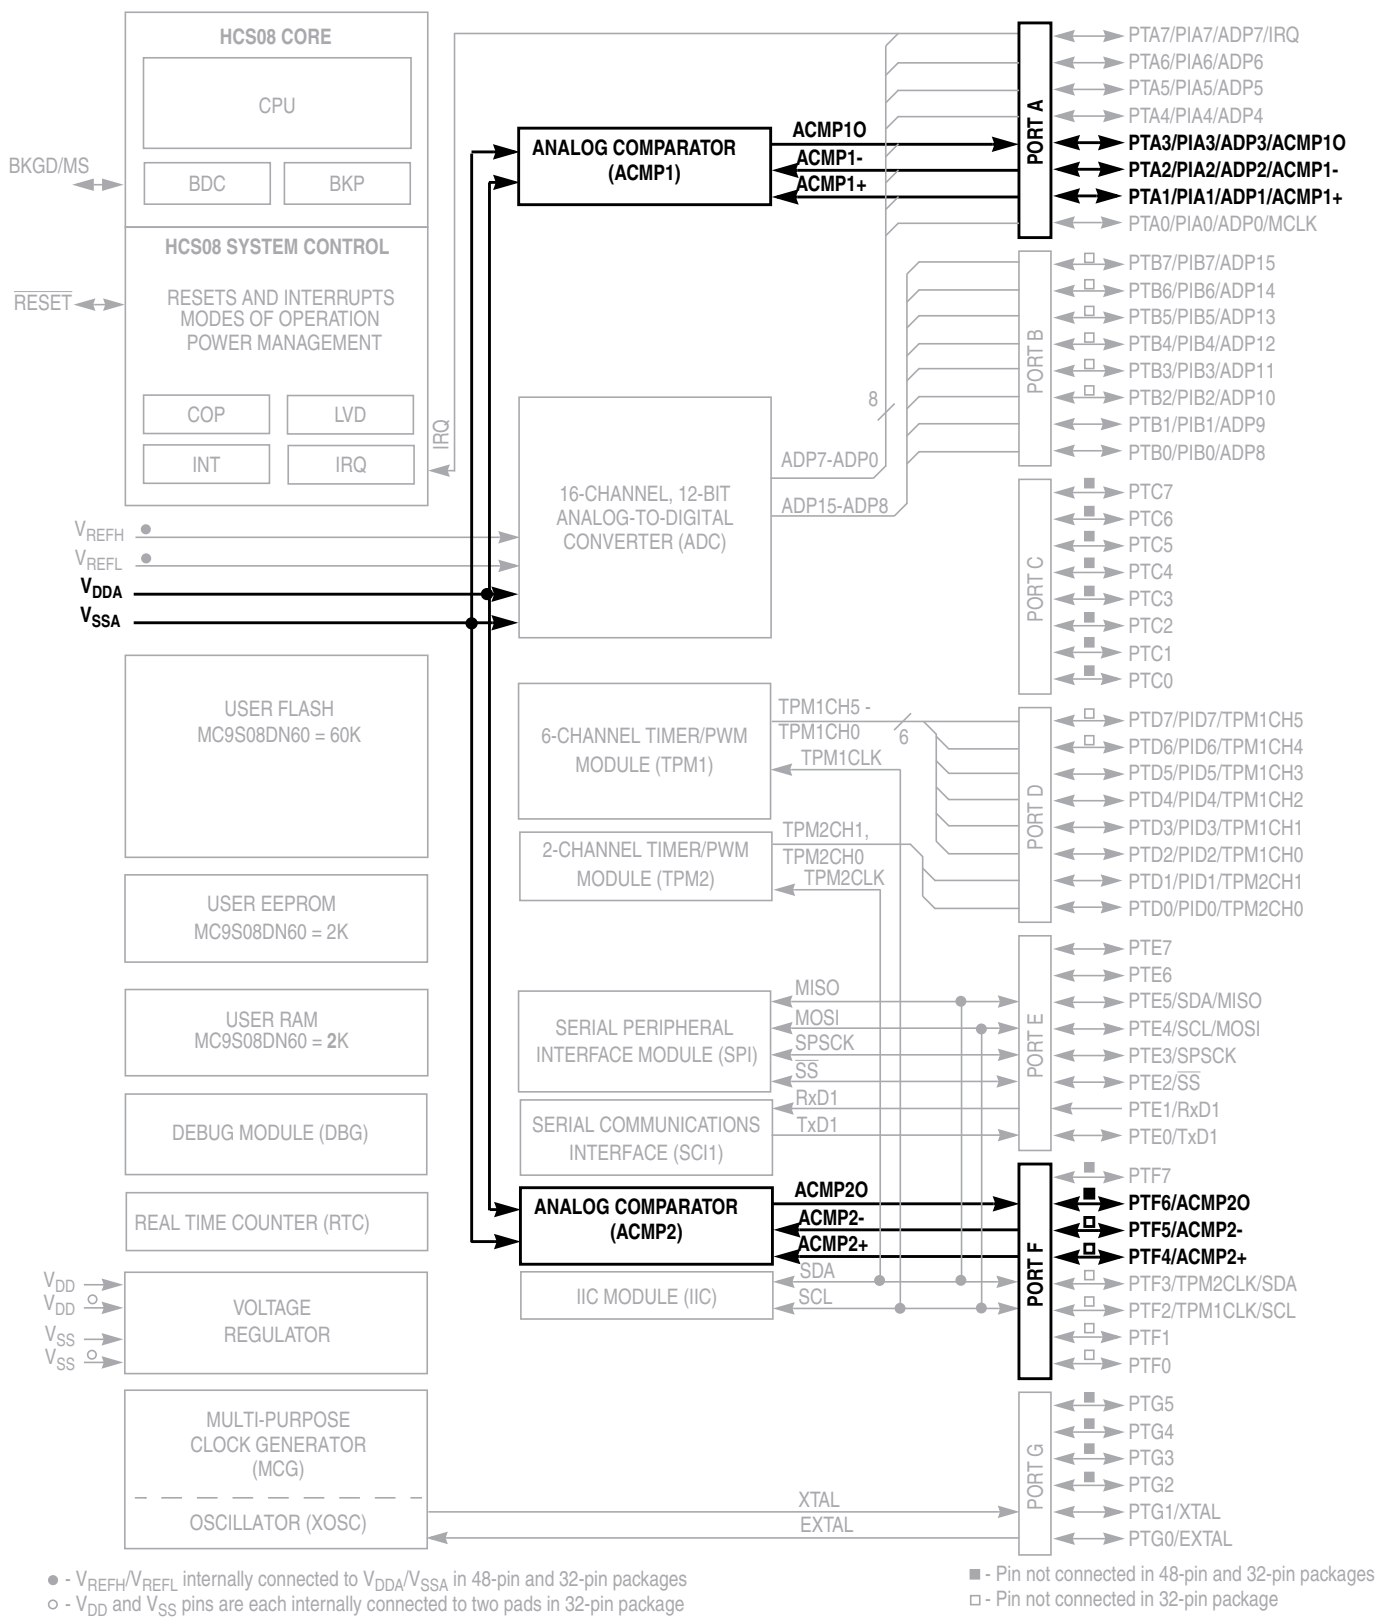 HCS08 CORE
CPU
BDC
BKP
BKGD/MS
HCS08 SYSTEM CONTROL
RESETS AND INTERRUPTS
MODES OF OPERATION
POWER MANAGEMENT
RESET
COP
LVD
INT
IRQ
IRQ
VREFH
VREFL
VDDA
VSSA
USER FLASH
MC9S08DN60 = 60K
USER EEPROM
MC9S08DN60 = 2K
USER RAM
MC9S08DN60 = 2K
DEBUG MODULE (DBG)
REAL TIME COUNTER (RTC)
VDD
VDD
VSS
VSS
VOLTAGE
REGULATOR
MULTI-PURPOSE
CLOCK GENERATOR
(MCG)
OSCILLATOR (XOSC)
ANALOG COMPARATOR
(ACMP1)
ACMP1O
ACMP1-
ACMP1+
16-CHANNEL, 12-BIT
ANALOG-TO-DIGITAL
CONVERTER (ADC)
8
ADP7-ADP0
ADP15-ADP8
6-CHANNEL TIMER/PWM
MODULE (TPM1)
TPM1CH5 -
TPM1CH0
6
TPM1CLK
2-CHANNEL TIMER/PWM
MODULE (TPM2)
TPM2CH1,
TPM2CH0
TPM2CLK
SERIAL PERIPHERAL
INTERFACE MODULE (SPI)
MISO
MOSI
SPSCK
SS
SERIAL COMMUNICATIONS
INTERFACE (SCI1)
RxD1
TxD1
ANALOG COMPARATOR
(ACMP2)
ACMP2O
ACMP2-
ACMP2+
IIC MODULE (IIC)
SDA
SCL
XTAL
EXTAL
PORT A
PTA7/PIA7/ADP7/IRQ
PTA6/PIA6/ADP6
PTA5/PIA5/ADP5
PTA4/PIA4/ADP4
PTA3/PIA3/ADP3/ACMP1O
PTA2/PIA2/ADP2/ACMP1-
PTA1/PIA1/ADP1/ACMP1+
PTA0/PIA0/ADP0/MCLK
PORT B
PTB7/PIB7/ADP15
PTB6/PIB6/ADP14
PTB5/PIB5/ADP13
PTB4/PIB4/ADP12
PTB3/PIB3/ADP11
PTB2/PIB2/ADP10
PTB1/PIB1/ADP9
PTB0/PIB0/ADP8
PORT C
PTC7
PTC6
PTC5
PTC4
PTC3
PTC2
PTC1
PTC0
PORT D
PTD7/PID7/TPM1CH5
PTD6/PID6/TPM1CH4
PTD5/PID5/TPM1CH3
PTD4/PID4/TPM1CH2
PTD3/PID3/TPM1CH1
PTD2/PID2/TPM1CH0
PTD1/PID1/TPM2CH1
PTD0/PID0/TPM2CH0
PORT E
PTE7
PTE6
PTE5/SDA/MISO
PTE4/SCL/MOSI
PTE3/SPSCK
PTE2/SS
PTE1/RxD1
PTE0/TxD1
PORT F
PTF7
PTF6/ACMP2O
PTF5/ACMP2-
PTF4/ACMP2+
PTF3/TPM2CLK/SDA
PTF2/TPM1CLK/SCL
PTF1
PTF0
PORT G
PTG5
PTG4
PTG3
PTG2
PTG1/XTAL
PTG0/EXTAL
● - VREFH/VREFL internally connected to VDDA/VSSA in 48-pin and 32-pin packages
○ - VDD and VSS pins are each internally connected to two pads in 32-pin package
■ - Pin not connected in 48-pin and 32-pin packages
□ - Pin not connected in 32-pin package